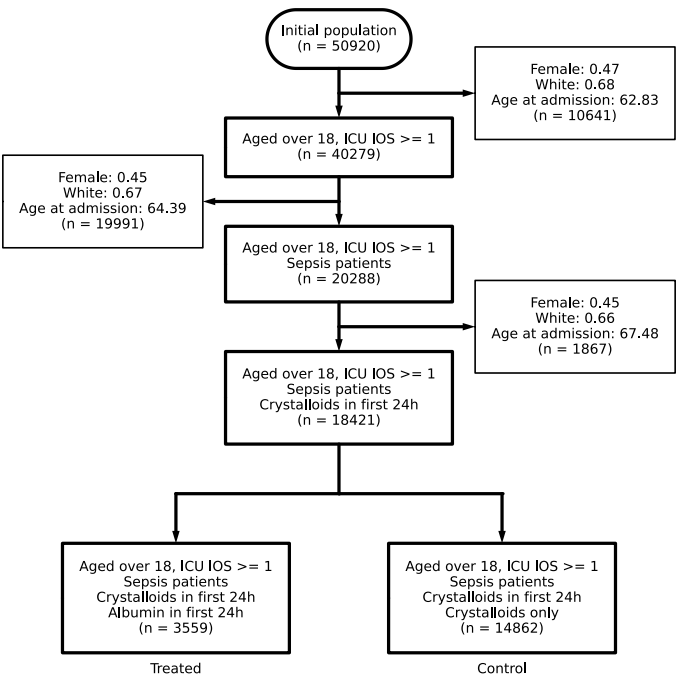 Initial population
(n = 50920)
Female: 0.47
White: 0.68
Age at admission: 62.83
(n = 10641)
Aged over 18, ICU IOS >= 1
(n = 40279)
Female: 0.45
White: 0.67
Age at admission: 64.39
(n = 19991)
Aged over 18, ICU IOS >= 1
Sepsis patients
(n = 20288)
Female: 0.45
White: 0.66
Age at admission: 67.48
(n = 1867)
Aged over 18, ICU IOS >= 1
Sepsis patients
Crystalloids in first 24h
(n = 18421)
Aged over 18, ICU IOS >= 1
Sepsis patients
Crystalloids in first 24h
Albumin in first 24h
(n = 3559)
Treated
Aged over 18, ICU IOS >= 1
Sepsis patients
Crystalloids in first 24h
Crystalloids only
(n = 14862)
Control